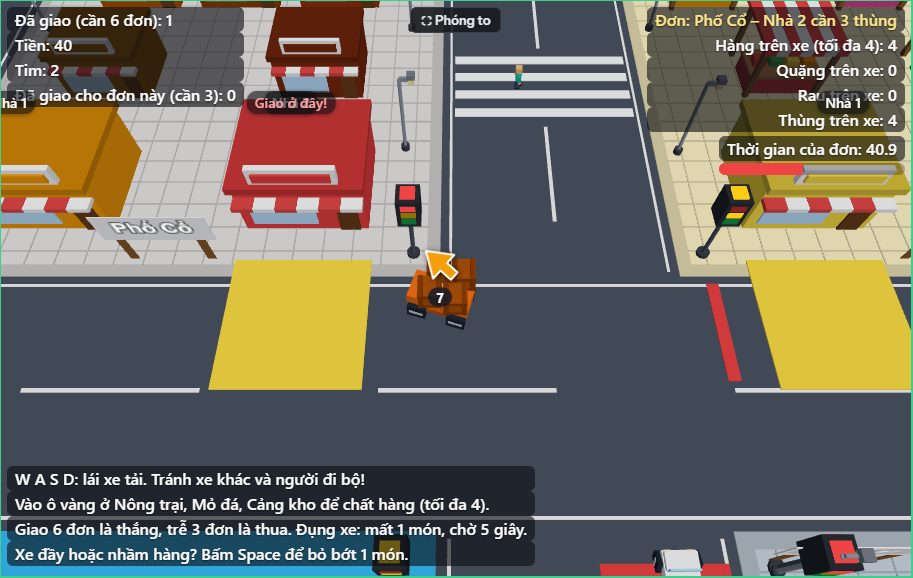 Đã giao (cần 6 đơn): 1
Tiền: 40
Tim: 2
Đã giao cho đơn này (cần 3): 0
Phóng to
Đơn: Phố Cổ – Nhà 2 cần 3 thùng
Hàng trên xe (tối đa 4): 4
Quặng trên xe: 0
Rau trên xe: 0
Thùng trên xe: 4
Thời gian của đơn: 40.9
Nhà 1
Giao ở đây!
Nhà 1
Phố Cổ
7
W A S D: lái xe tải. Tránh xe khác và người đi bộ!
Vào ô vàng ở Nông trại, Mỏ đá, Cảng kho để chất hàng (tối đa 4).
Giao 6 đơn là thắng, trễ 3 đơn là thua. Đụng xe: mất 1 món, chờ 5 giây.
Xe đầy hoặc nhầm hàng? Bấm Space để bỏ bớt 1 món.